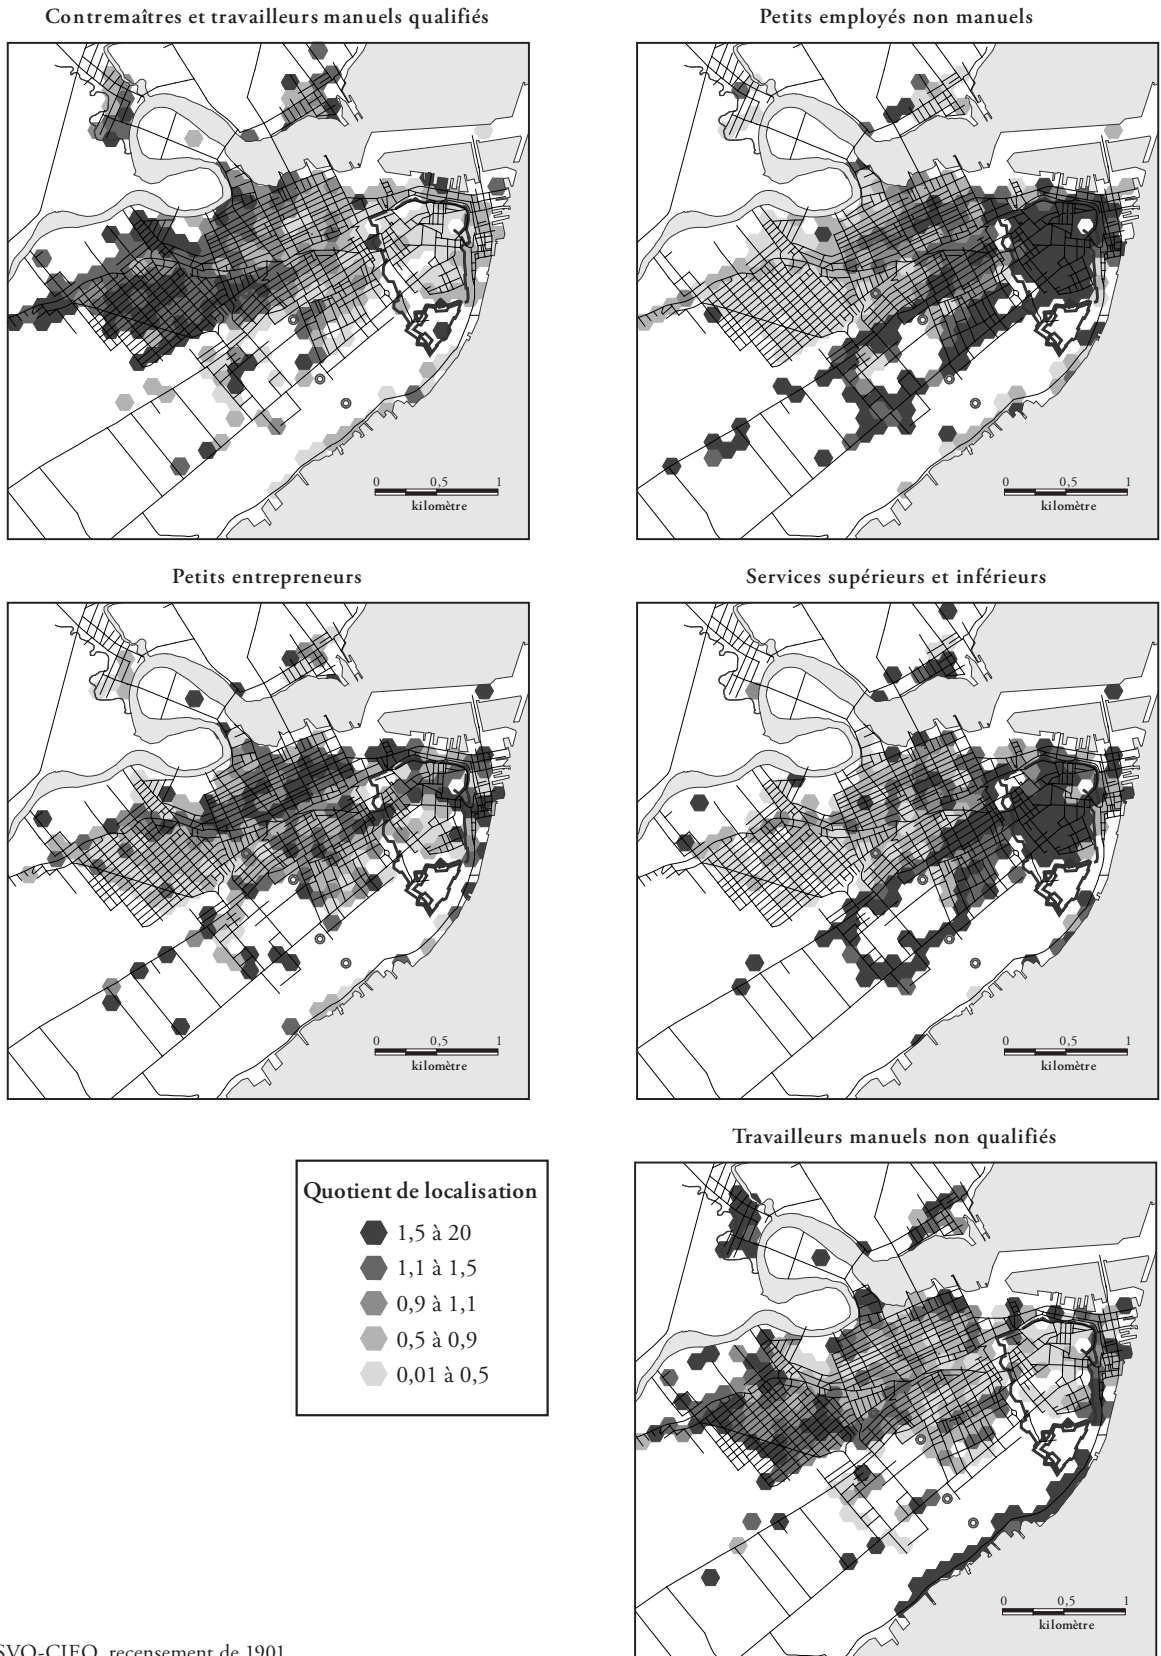 Contremaîtres et travailleurs manuels qualifiés
0 0,5 1
kilomètre
Petits employés non manuels
0 0,5 1
kilomètre
Petits entrepreneurs
0 0,5 1
kilomètre
Services supérieurs et inférieurs
0 0,5 1
kilomètre
Quotient de localisation
1,5 à 20
1,1 à 1,5
0,9 à 1,1
0,5 à 0,9
0,01 à 0,5
Travailleurs manuels non qualifiés
0 0,5 1
kilomètre
recensement de 1901